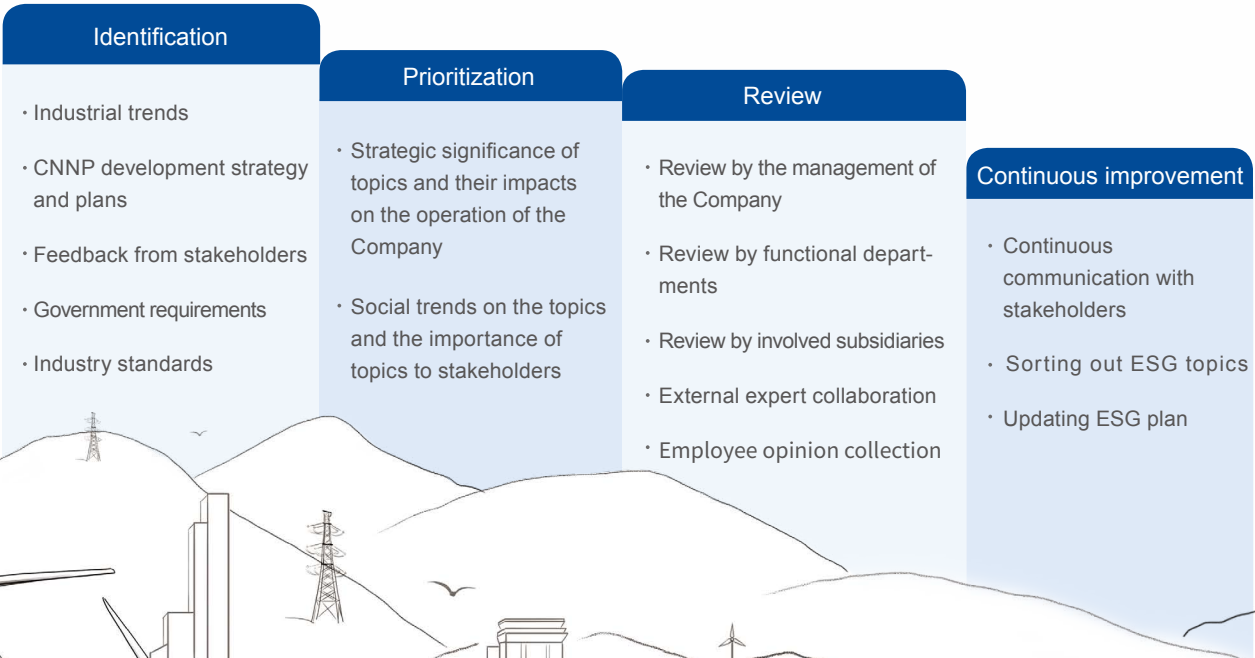 Identification
· Industrial trends
· CNNP development strategy
and plans
· Feedback from stakeholders
· Government requirements
· Industry standards
Prioritization
· Strategic significance of
topics and their impacts
on the operation of the
Company
· Social trends on the topics
and the importance of
topics to stakeholders
Review
· Review by the management of
the Company
· Review by functional depart-
ments
· Review by involved subsidiaries
· External expert collaboration
· Employee opinion collection
Continuous improvement
· Continuous
communication with
stakeholders
· Sorting out ESG topics
· Updating ESG plan